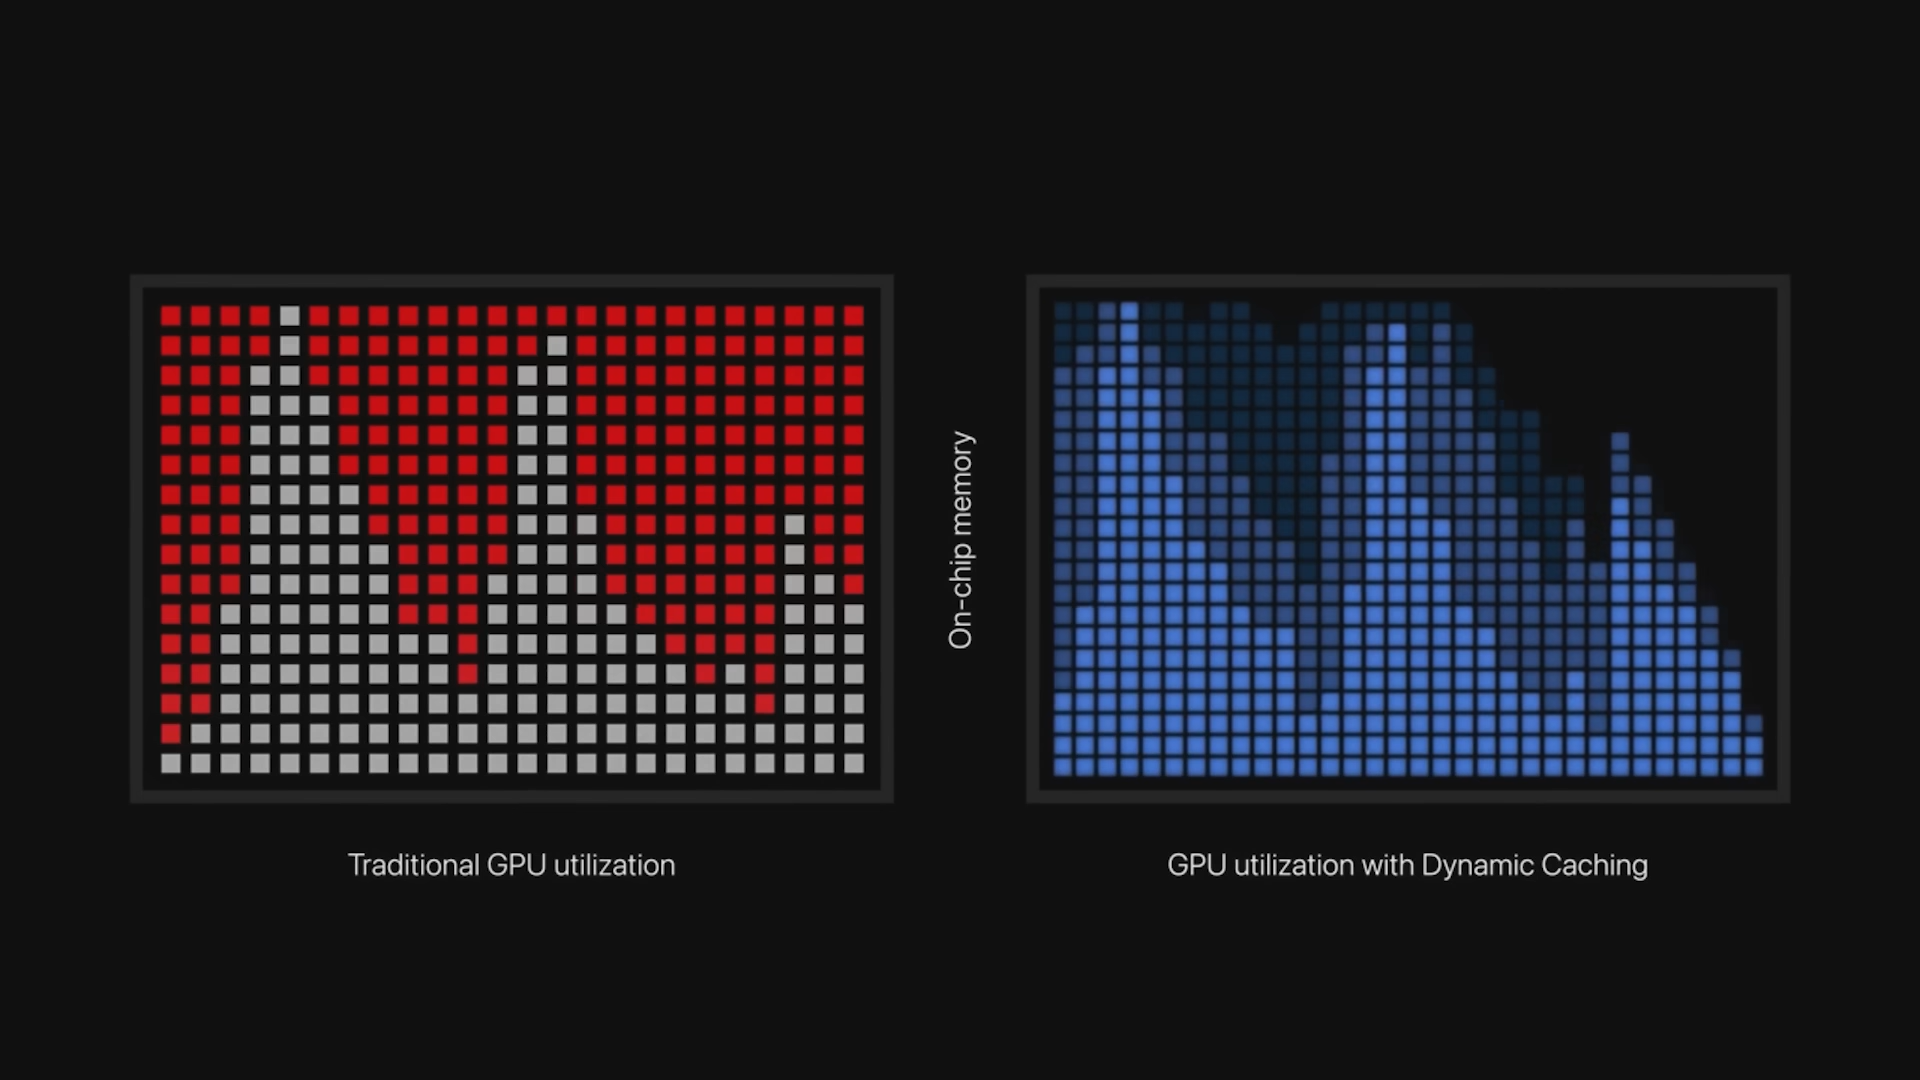 On-chip memory
Traditional GPU utilization
GPU utilization with Dynamic Caching